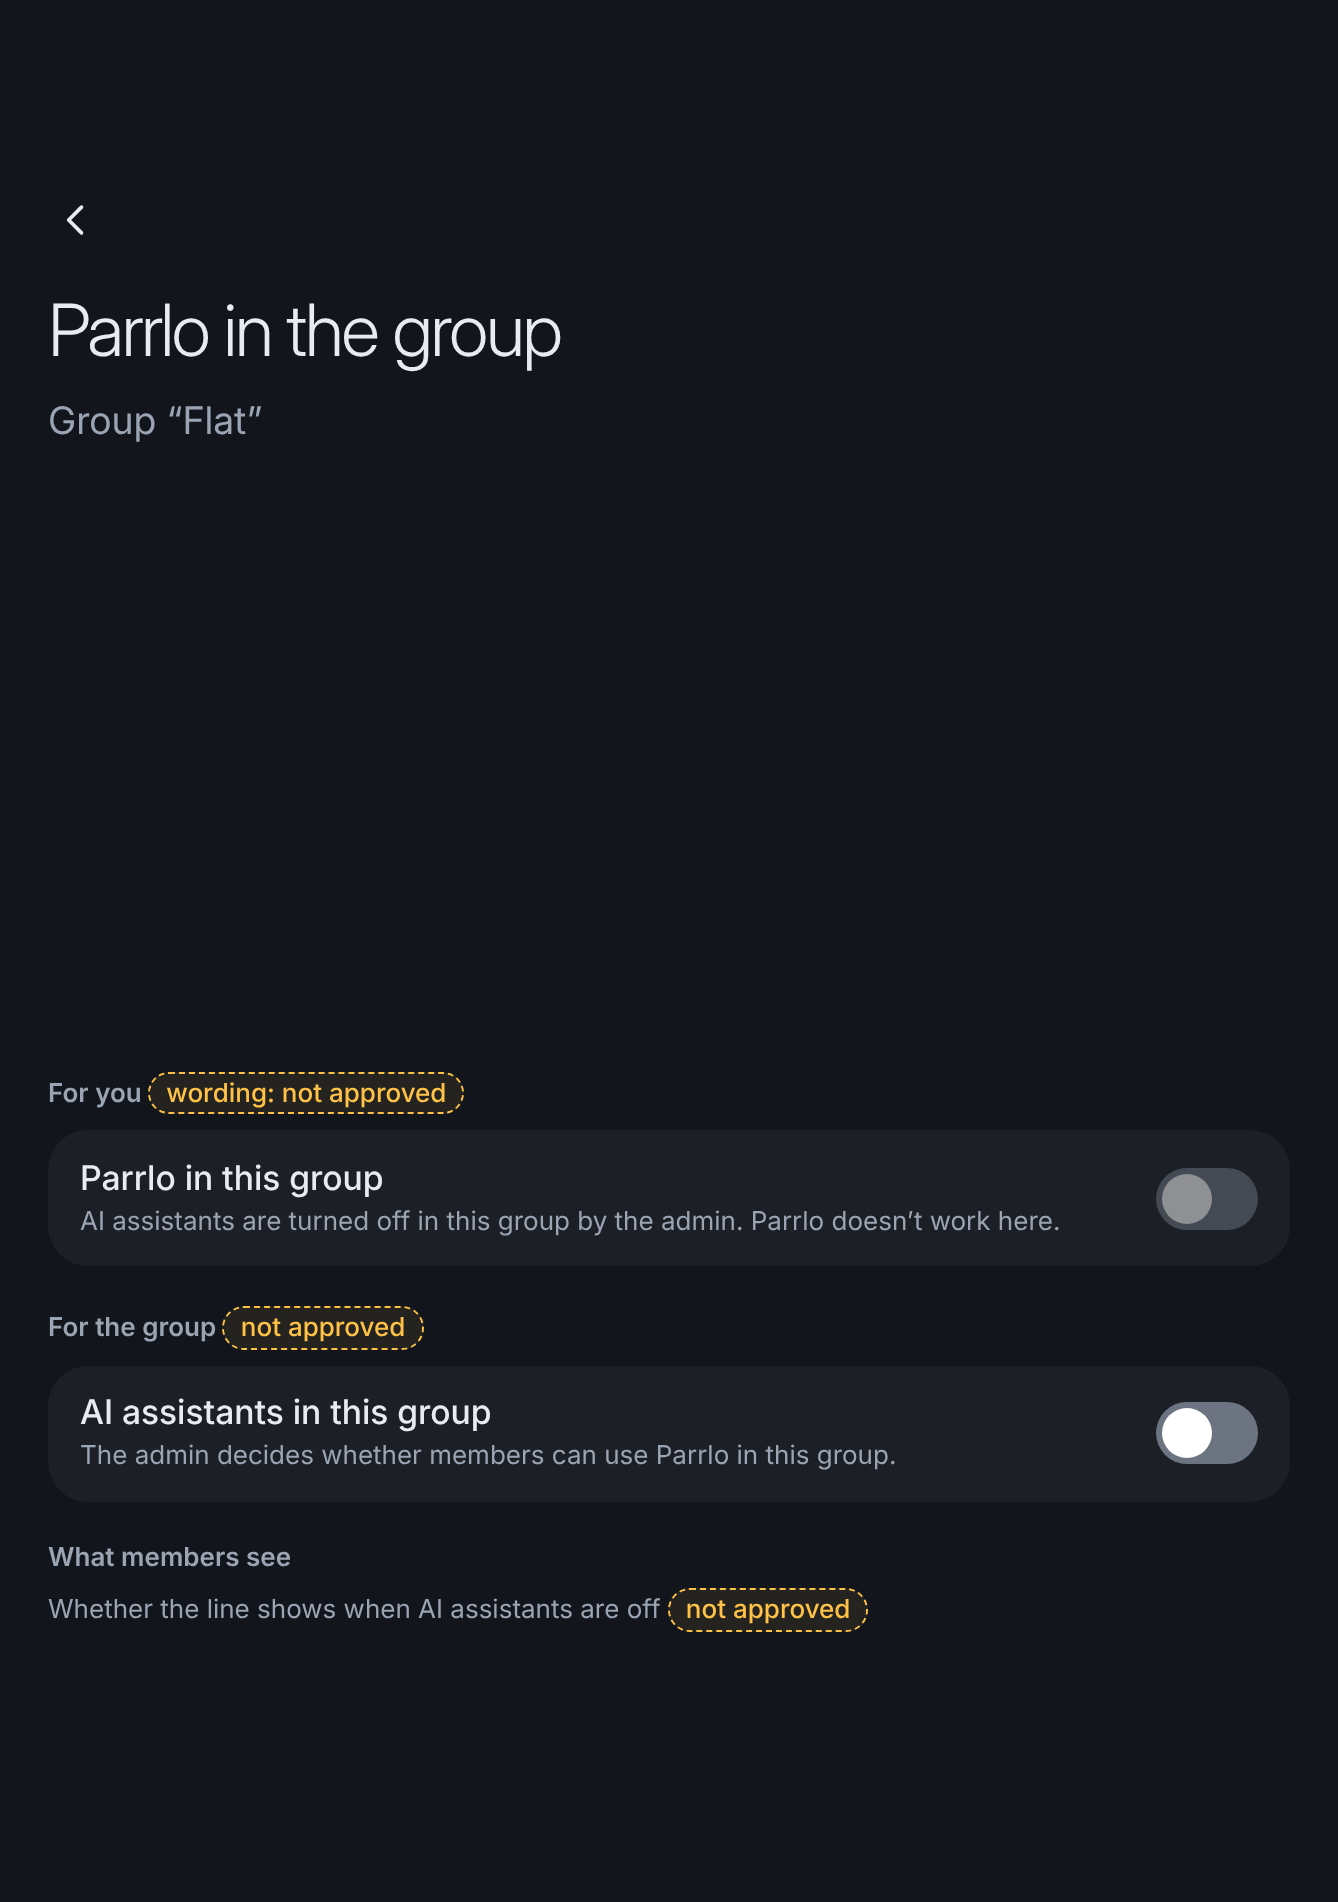 Parrlo in the group
Group “Flat”
For you wording: not approved
Parrlo in this group
AI assistants are turned off in this group by the admin. Parrlo doesn’t work here.
For the group not approved
AI assistants in this group
The admin decides whether members can use Parrlo in this group.
What members see
Whether the line shows when AI assistants are off not approved